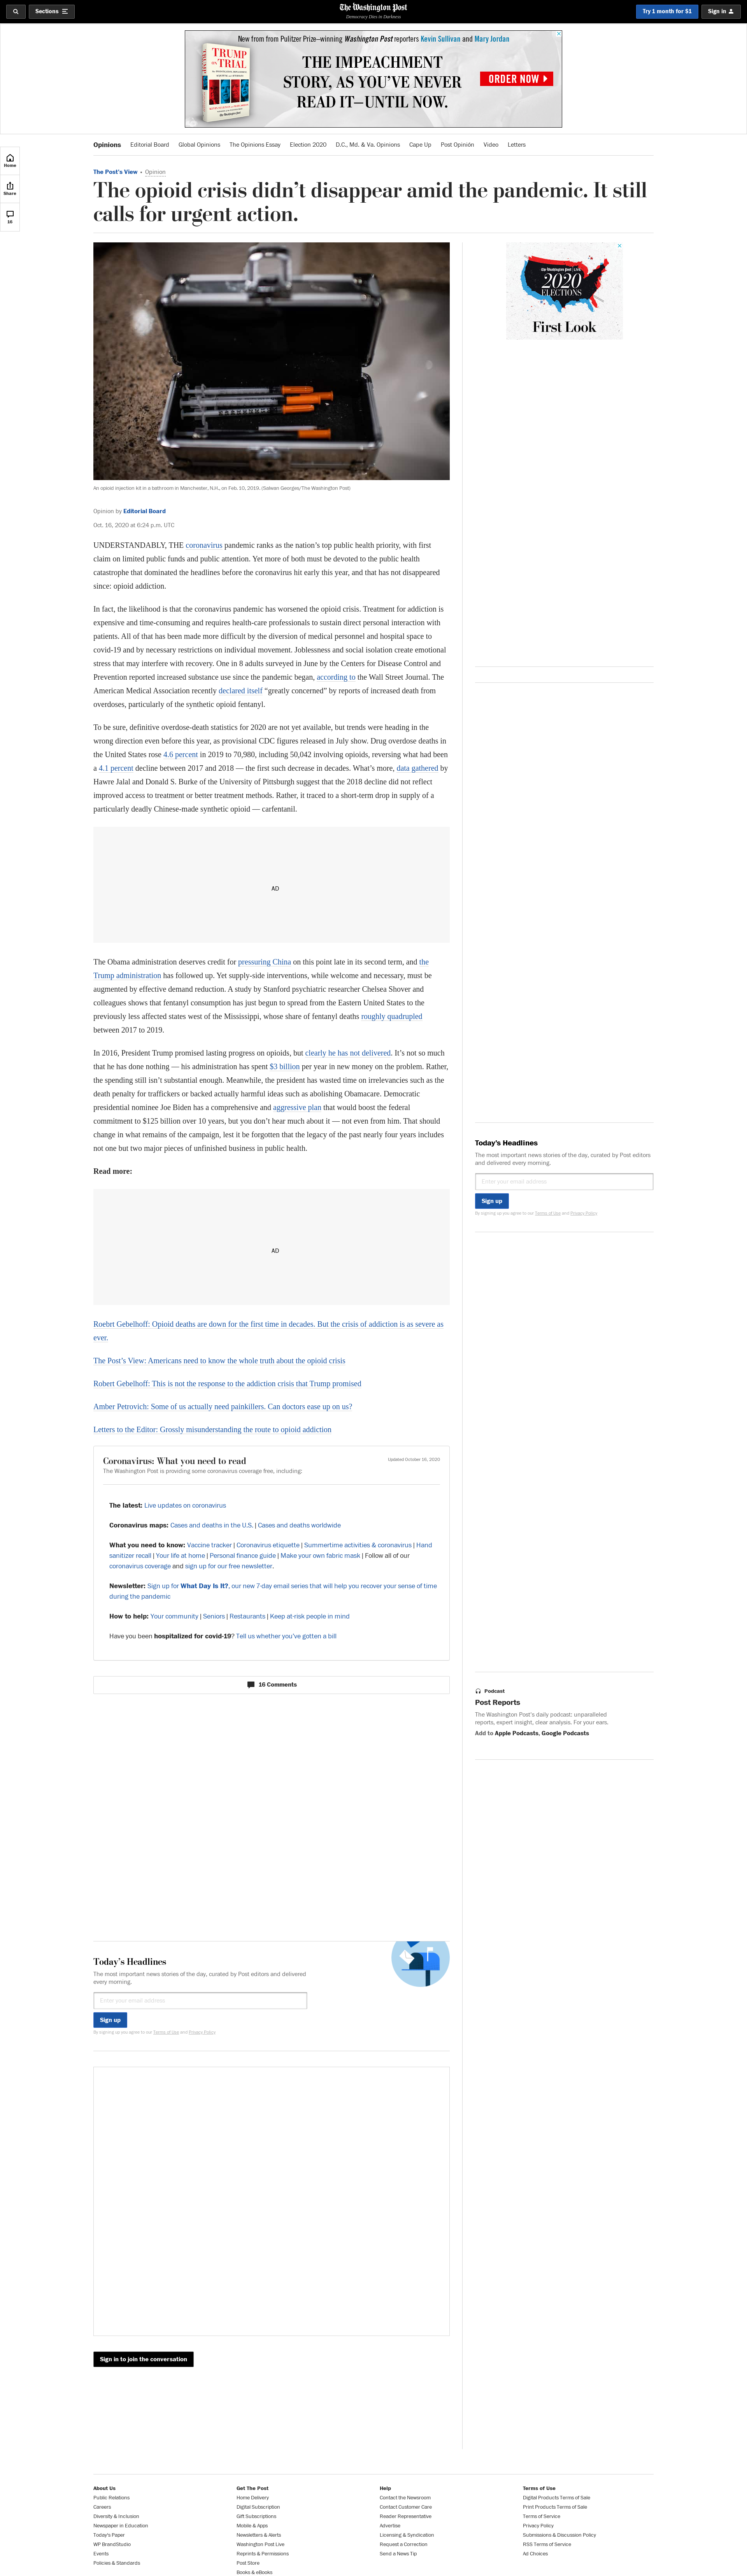 Sections
The Washington Post
Democracy Dies in Darkness
Try 1 month for $1
Sign in
New from from Pulitzer Prize–winning Washington Post reporters Kevin Sullivan and Mary Jordan
TRUMP
ON
TRIAL
THE IMPEACHMENT
STORY, AS YOU'VE NEVER
READ IT—UNTIL NOW.
ORDER NOW
Opinions
Editorial Board
Global Opinions
The Opinions Essay
Election 2020
D.C., Md. & Va. Opinions
Cape Up
Post Opinión
Video
Letters
Home
Share
16
The Post's View • Opinion
The opioid crisis didn’t disappear amid the pandemic. It still
calls for urgent action.
An opioid injection kit in a bathroom in Manchester, N.H., on Feb. 10, 2019. (Salwan Georges/The Washington Post)
The Washington Post LIVE
2020
ELECTIONS
First Look
Opinion by Editorial Board
Oct. 16, 2020 at 6:24 p.m. UTC
UNDERSTANDABLY, THE coronavirus pandemic ranks as the nation’s top public health priority, with first
claim on limited public funds and public attention. Yet more of both must be devoted to the public health
catastrophe that dominated the headlines before the coronavirus hit early this year, and that has not disappeared
since: opioid addiction.
In fact, the likelihood is that the coronavirus pandemic has worsened the opioid crisis. Treatment for addiction is
expensive and time-consuming and requires health-care professionals to sustain direct personal interaction with
patients. All of that has been made more difficult by the diversion of medical personnel and hospital space to
covid-19 and by necessary restrictions on individual movement. Joblessness and social isolation create emotional
stress that may interfere with recovery. One in 8 adults surveyed in June by the Centers for Disease Control and
Prevention reported increased substance use since the pandemic began, according to the Wall Street Journal. The
American Medical Association recently declared itself “greatly concerned” by reports of increased death from
overdoses, particularly of the synthetic opioid fentanyl.
To be sure, definitive overdose-death statistics for 2020 are not yet available, but trends were heading in the
wrong direction even before this year, as provisional CDC figures released in July show. Drug overdose deaths in
the United States rose 4.6 percent in 2019 to 70,980, including 50,042 involving opioids, reversing what had been
a 4.1 percent decline between 2017 and 2018 — the first such decrease in decades. What’s more, data gathered by
Hawre Jalal and Donald S. Burke of the University of Pittsburgh suggest that the 2018 decline did not reflect
improved access to treatment or better treatment methods. Rather, it traced to a short-term drop in supply of a
particularly deadly Chinese-made synthetic opioid — carfentanil.
AD
The Obama administration deserves credit for pressuring China on this point late in its second term, and the
Trump administration has followed up. Yet supply-side interventions, while welcome and necessary, must be
augmented by effective demand reduction. A study by Stanford psychiatric researcher Chelsea Shover and
colleagues shows that fentanyl consumption has just begun to spread from the Eastern United States to the
previously less affected states west of the Mississippi, whose share of fentanyl deaths roughly quadrupled
between 2017 to 2019.
In 2016, President Trump promised lasting progress on opioids, but clearly he has not delivered. It’s not so much
that he has done nothing — his administration has spent $3 billion per year in new money on the problem. Rather,
the spending still isn’t substantial enough. Meanwhile, the president has wasted time on irrelevancies such as the
death penalty for traffickers or backed actually harmful ideas such as abolishing Obamacare. Democratic
presidential nominee Joe Biden has a comprehensive and aggressive plan that would boost the federal
commitment to $125 billion over 10 years, but you don’t hear much about it — not even from him. That should
change in what remains of the campaign, lest it be forgotten that the legacy of the past nearly four years includes
not one but two major pieces of unfinished business in public health.
Read more:
AD
Roebrt Gebelhoff: Opioid deaths are down for the first time in decades. But the crisis of addiction is as severe as
ever.
The Post’s View: Americans need to know the whole truth about the opioid crisis
Robert Gebelhoff: This is not the response to the addiction crisis that Trump promised
Amber Petrovich: Some of us actually need painkillers. Can doctors ease up on us?
Letters to the Editor: Grossly misunderstanding the route to opioid addiction
Coronavirus: What you need to read
Updated October 16, 2020
The Washington Post is providing some coronavirus coverage free, including:
The latest: Live updates on coronavirus
Coronavirus maps: Cases and deaths in the U.S. | Cases and deaths worldwide
What you need to know: Vaccine tracker | Coronavirus etiquette | Summertime activities & coronavirus | Hand
sanitizer recall | Your life at home | Personal finance guide | Make your own fabric mask | Follow all of our
coronavirus coverage and sign up for our free newsletter.
Newsletter: Sign up for What Day Is It?, our new 7-day email series that will help you recover your sense of time
during the pandemic
How to help: Your community | Seniors | Restaurants | Keep at-risk people in mind
Have you been hospitalized for covid-19? Tell us whether you’ve gotten a bill
16 Comments
Today’s Headlines
The most important news stories of the day, curated by Post editors and delivered
every morning.
Enter your email address
Sign up
By signing up you agree to our Terms of Use and Privacy Policy
Sign in to join the conversation
Today's Headlines
The most important news stories of the day, curated by Post editors
and delivered every morning.
Enter your email address
Sign up
By signing up you agree to our Terms of Use and Privacy Policy
Podcast
Post Reports
The Washington Post's daily podcast: unparalleled
reports, expert insight, clear analysis. For your ears.
Add to Apple Podcasts, Google Podcasts
About Us
Public Relations
Careers
Diversity & Inclusion
Newspaper in Education
Today's Paper
WP BrandStudio
Events
Policies & Standards
Get The Post
Home Delivery
Digital Subscription
Gift Subscriptions
Mobile & Apps
Newsletters & Alerts
Washington Post Live
Reprints & Permissions
Post Store
Books & eBooks
Help
Contact the Newsroom
Contact Customer Care
Reader Representative
Advertise
Licensing & Syndication
Request a Correction
Send a News Tip
Terms of Use
Digital Products Terms of Sale
Print Products Terms of Sale
Terms of Service
Privacy Policy
Submissions & Discussion Policy
RSS Terms of Service
Ad Choices